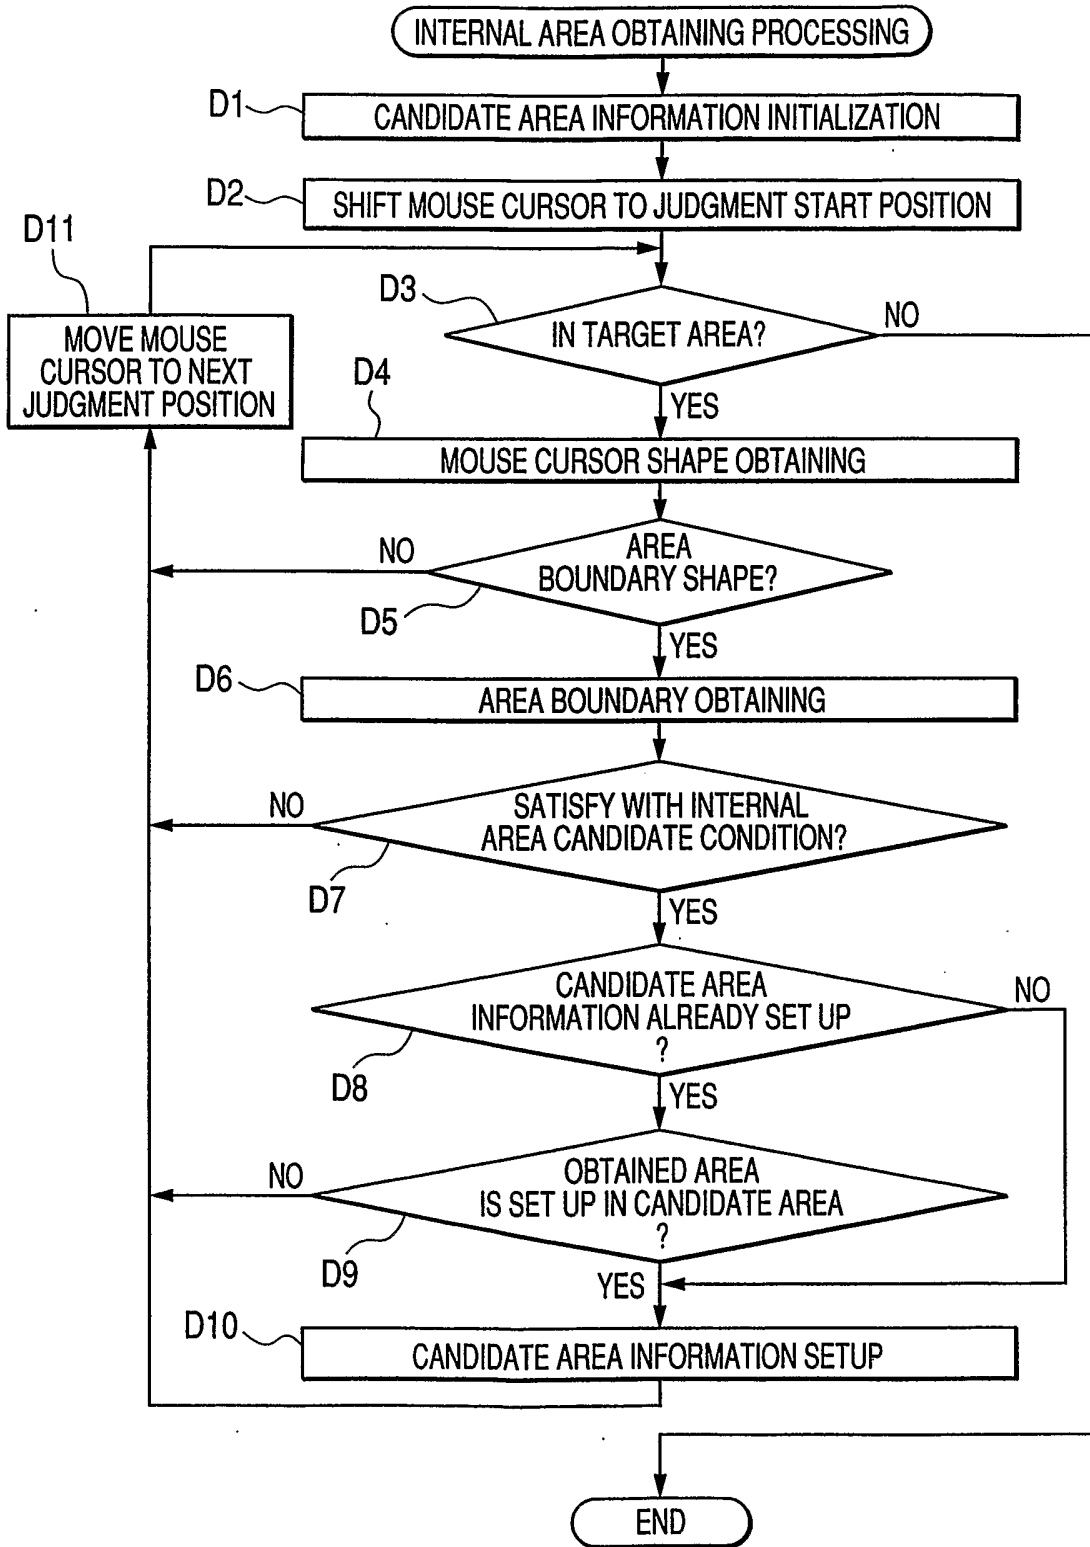 INTERNAL AREA OBTAINING PROCESSING
D1
CANDIDATE AREA INFORMATION INITIALIZATION
D2
SHIFT MOUSE CURSOR TO JUDGMENT START POSITION
D11
MOVE MOUSE
CURSOR TO NEXT
JUDGMENT POSITION
D3
IN TARGET AREA?
NO
YES
D4
MOUSE CURSOR SHAPE OBTAINING
AREA
BOUNDARY SHAPE?
NO
D5
YES
D6
AREA BOUNDARY OBTAINING
SATISFY WITH INTERNAL
AREA CANDIDATE CONDITION?
NO
D7
YES
CANDIDATE AREA
INFORMATION ALREADY SET UP
?
NO
D8
YES
OBTAINED AREA
IS SET UP IN CANDIDATE AREA
?
NO
D9
YES
D10
CANDIDATE AREA INFORMATION SETUP
END